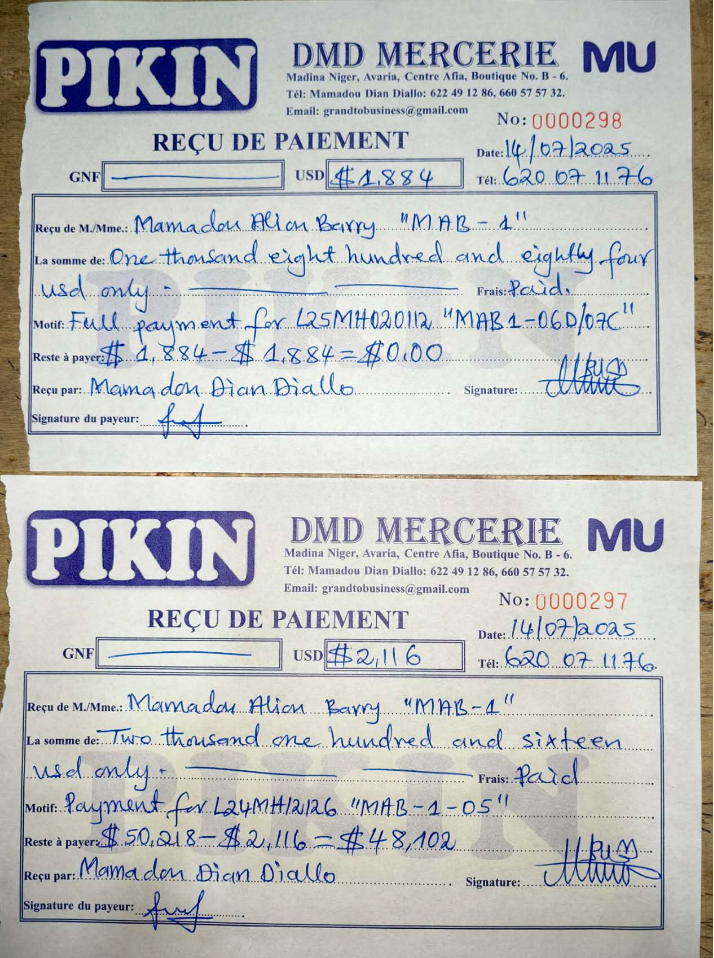 PIKIN
DMD MERCERIE MU
Madina Niger, Avaria, Centre Afia, Boutique No. B - 6.
Tél: Mamadou Dian Diallo: 622 49 12 86, 660 57 57 32.
Email: grandtobusiness@gmail.com
No: 0000298
REÇU DE PAIEMENT
Date: 14/07/2025
GNF USD $1,884 Tél: 620 07 11 76
Reçu de M./Mme.: Mamadou Aliou Barry "MAB-1"
La somme de: One thousand eight hundred and eightly four
usd only - Frais: Paid.
Motif: Full payment for L25MH020112 "MAB1-06D/07C"
Reste à payer: $ 1,884 - $ 1,884 = $0.00
Reçu par: Mamadou Dian Diallo Signature:
Signature du payeur:
PIKIN
DMD MERCERIE MU
Madina Niger, Avaria, Centre Afia, Boutique No. B - 6.
Tél: Mamadou Dian Diallo: 622 49 12 86, 660 57 57 32.
Email: grandtobusiness@gmail.com
No: 0000297
REÇU DE PAIEMENT
Date: 14/07/2025
GNF USD $2,116 Tél: 620 07 11 76.
Reçu de M./Mme.: Mamadou Aliou Barry "MAB-1"
La somme de: Two thousand one hundred and sixteen
usd only - Frais: Paid
Motif: Payment for L24MH12126 "MAB-1-05"
Reste à payer: $50,218 - $2,116 = $48,102
Reçu par: Mamadou Dian Diallo Signature:
Signature du payeur: